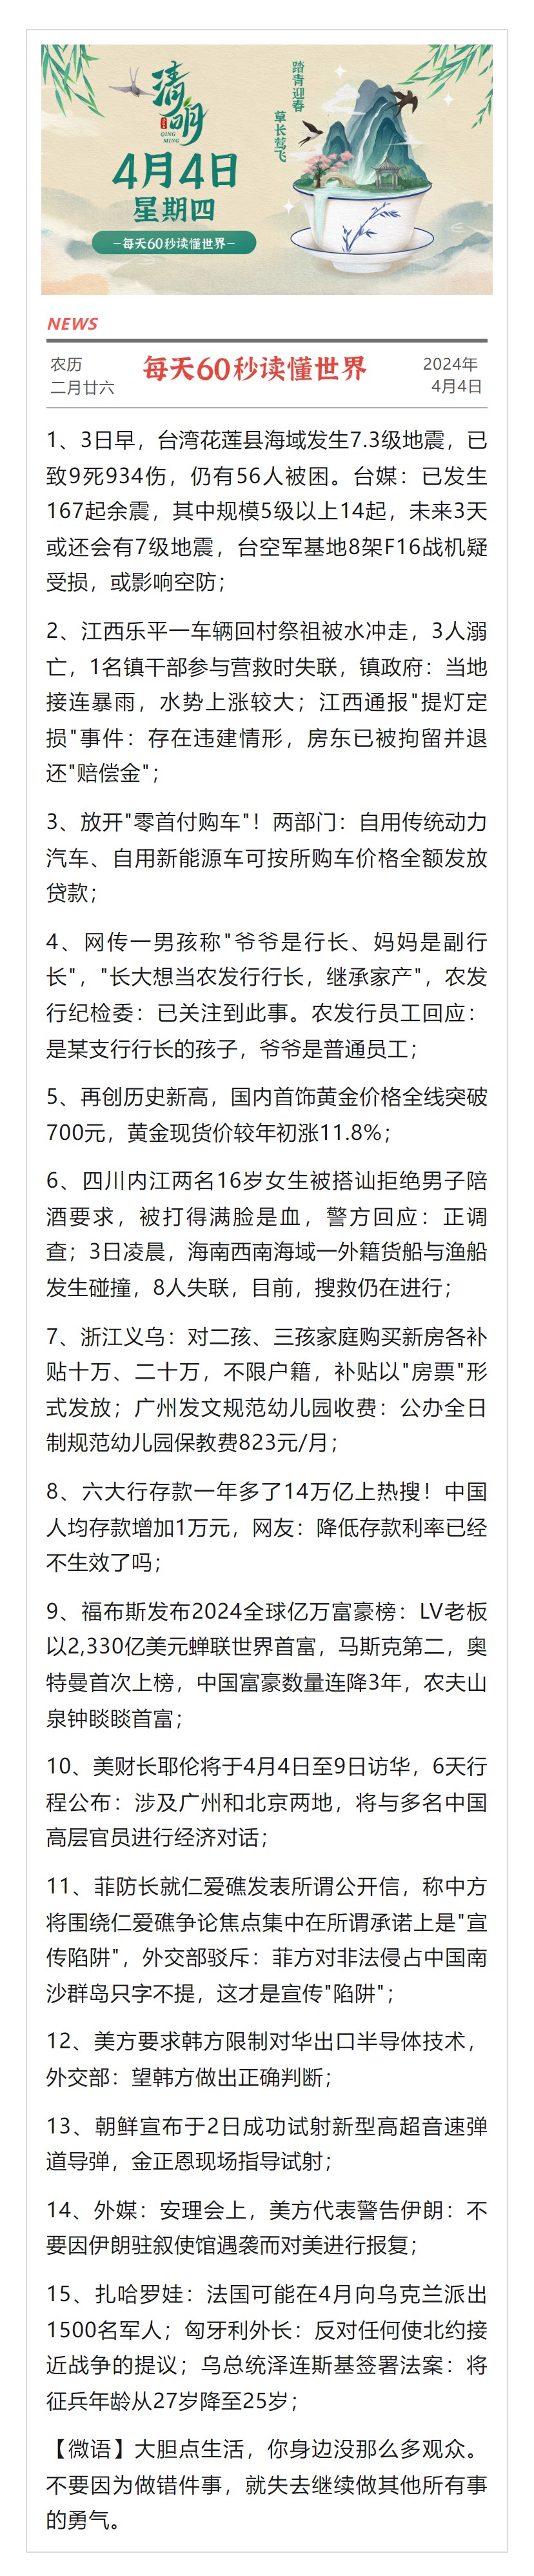 清明
QING
MENG
踏青迎春
草长莺飞
4月4日
星期四
—每天60秒读懂世界—
NEWS
农历
二月廿六
每天60秒读懂世界
2024年
4月4日
1、3日早，台湾花莲县海域发生7.3级地震，已
致9死934伤，仍有56人被困。台媒：已发生
167起余震，其中规模5级以上14起，未来3天
或还会有7级地震，台空军基地8架F16战机疑
受损，或影响空防；
2、江西乐平一车辆回村祭祖被水冲走，3人溺
亡，1名镇干部参与营救时失联，镇政府：当地
接连暴雨，水势上涨较大；江西通报"提灯定
损"事件：存在违建情形，房东已被拘留并退
还"赔偿金"；
3、放开"零首付购车"！两部门：自用传统动力
汽车、自用新能源车可按所购车价格全额发放
贷款；
4、网传一男孩称"爷爷是行长、妈妈是副行
长"，"长大想当农发行行长，继承家产"，农发
行纪检委：已关注到此事。农发行员工回应：
是某支行行长的孩子，爷爷是普通员工；
5、再创历史新高，国内首饰黄金价格全线突破
700元，黄金现货价较年初涨11.8%；
6、四川内江两名16岁女生被搭讪拒绝男子陪
酒要求，被打得满脸是血，警方回应：正调
查；3日凌晨，海南西南海域一外籍货船与渔船
发生碰撞，8人失联，目前，搜救仍在进行；
7、浙江义乌：对二孩、三孩家庭购买新房各补
贴十万、二十万，不限户籍，补贴以"房票"形
式发放；广州发文规范幼儿园收费：公办全日
制规范幼儿园保教费823元/月；
8、六大行存款一年多了14万亿上热搜！中国
人均存款增加1万元，网友：降低存款利率已经
不生效了吗；
9、福布斯发布2024全球亿万富豪榜：LV老板
以2,330亿美元蝉联世界首富，马斯克第二，奥
特曼首次上榜，中国富豪数量连降3年，农夫山
泉钟睒睒首富；
10、美财长耶伦将于4月4日至9日访华，6天行
程公布：涉及广州和北京两地，将与多名中国
高层官员进行经济对话；
11、菲防长就仁爱礁发表所谓公开信，称中方
将围绕仁爱礁争论焦点集中在所谓承诺上是"宣
传陷阱"，外交部驳斥：菲方对非法侵占中国南
沙群岛只字不提，这才是宣传"陷阱"；
12、美方要求韩方限制对华出口半导体技术，
外交部：望韩方做出正确判断；
13、朝鲜宣布于2日成功试射新型高超音速弹
道导弹，金正恩现场指导试射；
14、外媒：安理会上，美方代表警告伊朗：不
要因伊朗驻叙使馆遇袭而对美进行报复；
15、扎哈罗娃：法国可能在4月向乌克兰派出
1500名军人；匈牙利外长：反对任何使北约接
近战争的提议；乌总统泽连斯基签署法案：将
征兵年龄从27岁降至25岁；
【微语】大胆点生活，你身边没那么多观众。
不要因为做错件事，就失去继续做其他所有事
的勇气。